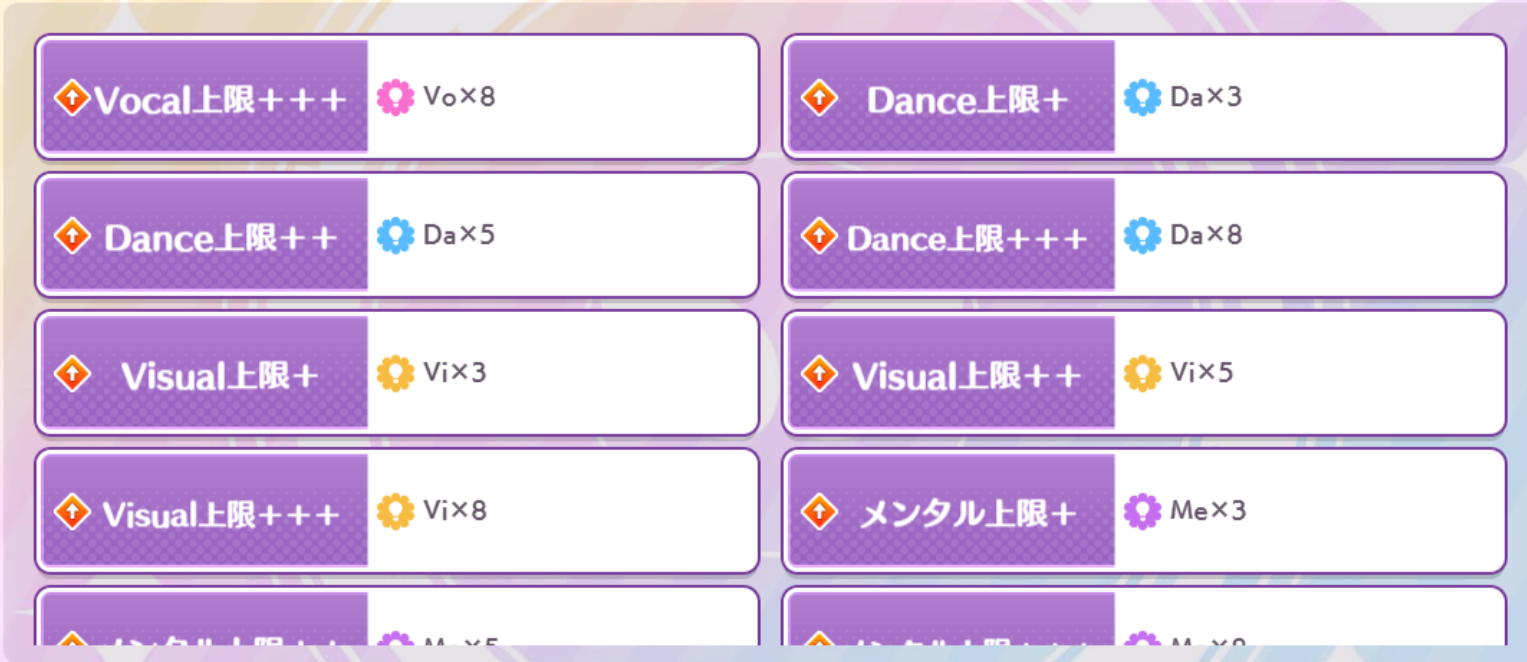 Vocal上限+++ Vo×8
Dance上限+ Da×3
Dance上限++ Da×5
Dance上限+++ Da×8
Visual上限+ Vi×3
Visual上限++ Vi×5
Visual上限+++ Vi×8
メンタル上限+ Me×3